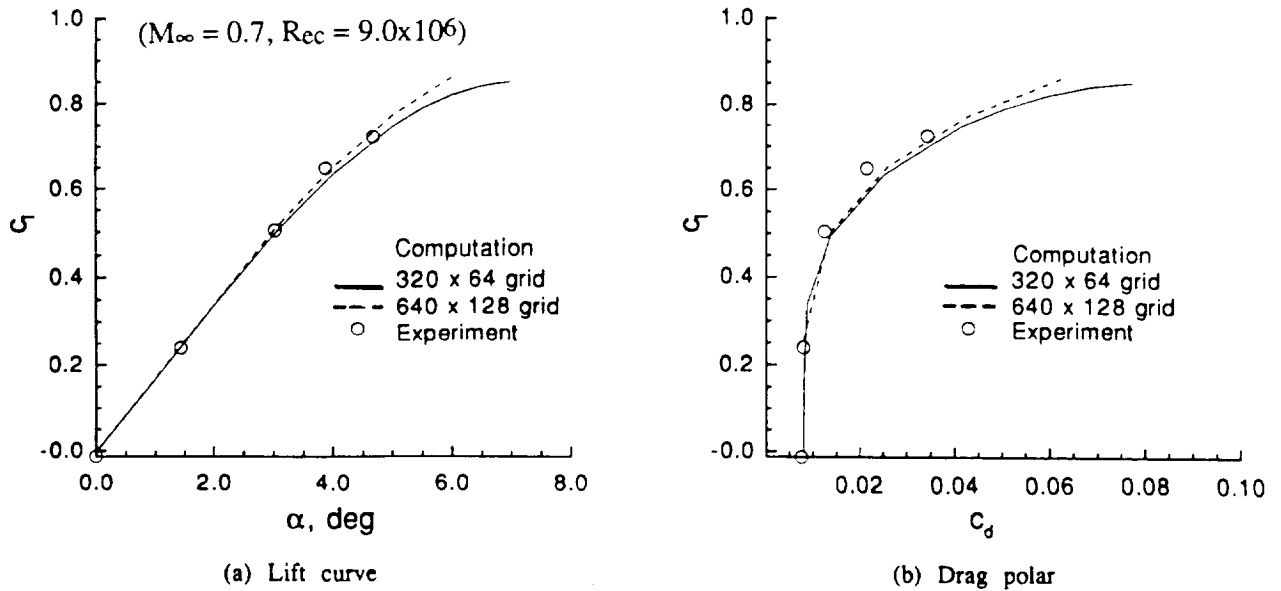 (M∞ = 0.7, Rec = 9.0x10⁶)
1.0
0.8
0.6
0.4
0.2
-0.0
Cl
0.0
2.0
4.0
6.0
8.0
α, deg
Computation
320 x 64 grid
640 x 128 grid
Experiment
(a) Lift curve
1.0
0.8
0.6
0.4
0.2
-0.0
Cl
0.02
0.04
0.06
0.08
0.10
Cd
Computation
320 x 64 grid
640 x 128 grid
Experiment
(b) Drag polar